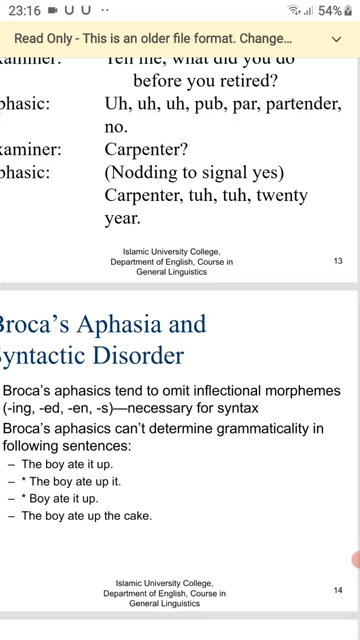 23:16 U U 54%
Read Only - This is an older file format. Change...
aminer: Tell me, what did you do
before you retired?
phasic: Uh, uh, uh, pub, par, partender,
no.
xaminer: Carpenter?
phasic: (Nodding to signal yes)
Carpenter, tuh, tuh, twenty
year.
Islamic University College,
Department of English, Course in
General Linguistics
13
Broca's Aphasia and
Syntactic Disorder
Broca's aphasics tend to omit inflectional morphemes
(-ing, -ed, -en, -s)—necessary for syntax
Broca's aphasics can't determine grammaticality in
following sentences:
– The boy ate it up.
– * The boy ate up it.
– * Boy ate it up.
– The boy ate up the cake.
Islamic University College,
Department of English, Course in
General Linguistics
14